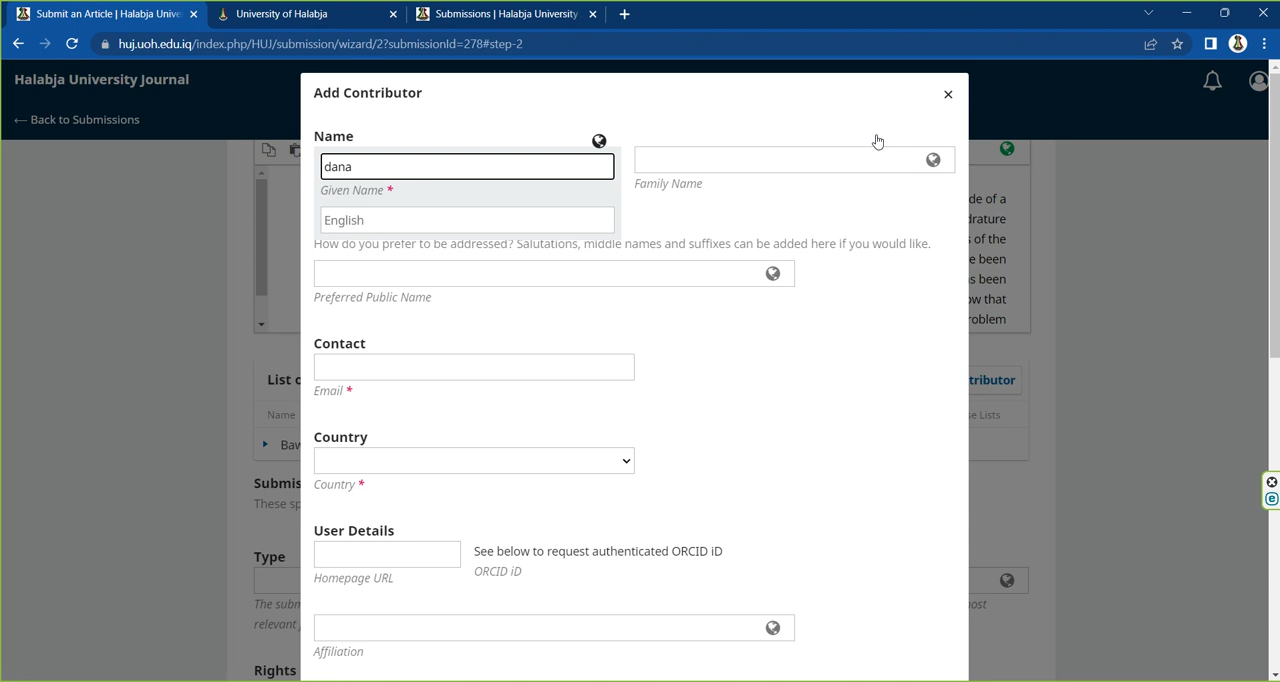 Submit an Article | Halabja Unive
University of Halabja
Submissions | Halabja University
huj.uoh.edu.iq/index.php/HUJ/submission/wizard/2?submissionId=278#step-2
Halabja University Journal
← Back to Submissions
Add Contributor
Name
dana
Given Name *
Family Name
English
How do you prefer to be addressed? Salutations, middle names and suffixes can be added here if you would like.
Preferred Public Name
Contact
Email *
Country
Country *
User Details
See below to request authenticated ORCID iD
Homepage URL
ORCID iD
Affiliation
de of a
drature
s of the
e been
s been
ow that
roblem
List o
tributor
Name
se Lists
Baw
Submis
These sp
Type
The subm
ost
relevant
Rights